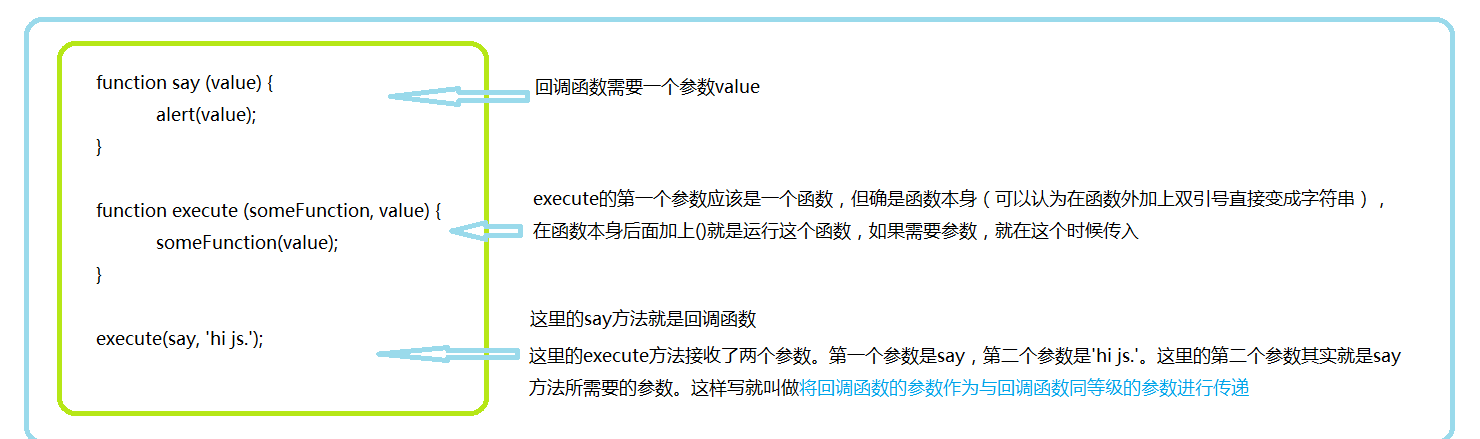 function say (value) {
alert(value);
}
回调函数需要一个参数value
function execute (someFunction, value) {
someFunction(value);
}
execute的第一个参数应该是一个函数，但确是函数本身（可以认为在函数外加上双引号直接变成字符串），
在函数本身后面加上()就是运行这个函数，如果需要参数，就在这个时候传入
execute(say, 'hi js.');
这里的say方法就是回调函数
这里的execute方法接收了两个参数。第一个参数是say，第二个参数是'hi js.'。这里的第二个参数其实就是say
方法所需要的参数。这样写就叫做将回调函数的参数作为与回调函数同等级的参数进行传递